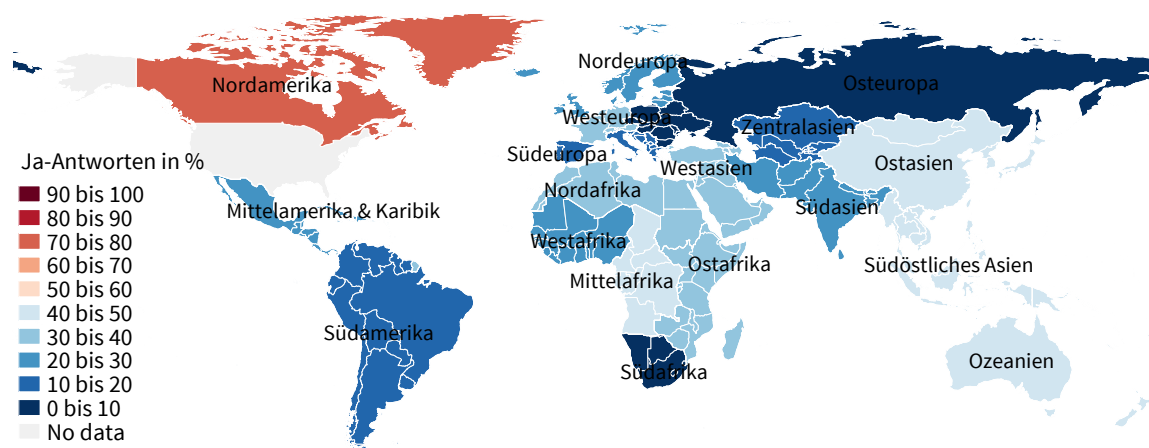 Nordeuropa
Nordamerika
Osteuropa
Westeuropa
Zentralasien
Südeuropa
Ja-Antworten in %
Westasien
Ostasien
90 bis 100
Nordafrika
80 bis 90
Mittelamerika & Karibik
Südasien
70 bis 80
Westafrika
60 bis 70
Ostafrika
Südöstliches Asien
Mittelafrika
50 bis 60
40 bis 50
Südamerika
30 bis 40
20 bis 30
Ozeanien
Südafrika
10 bis 20
0 bis 10
No data